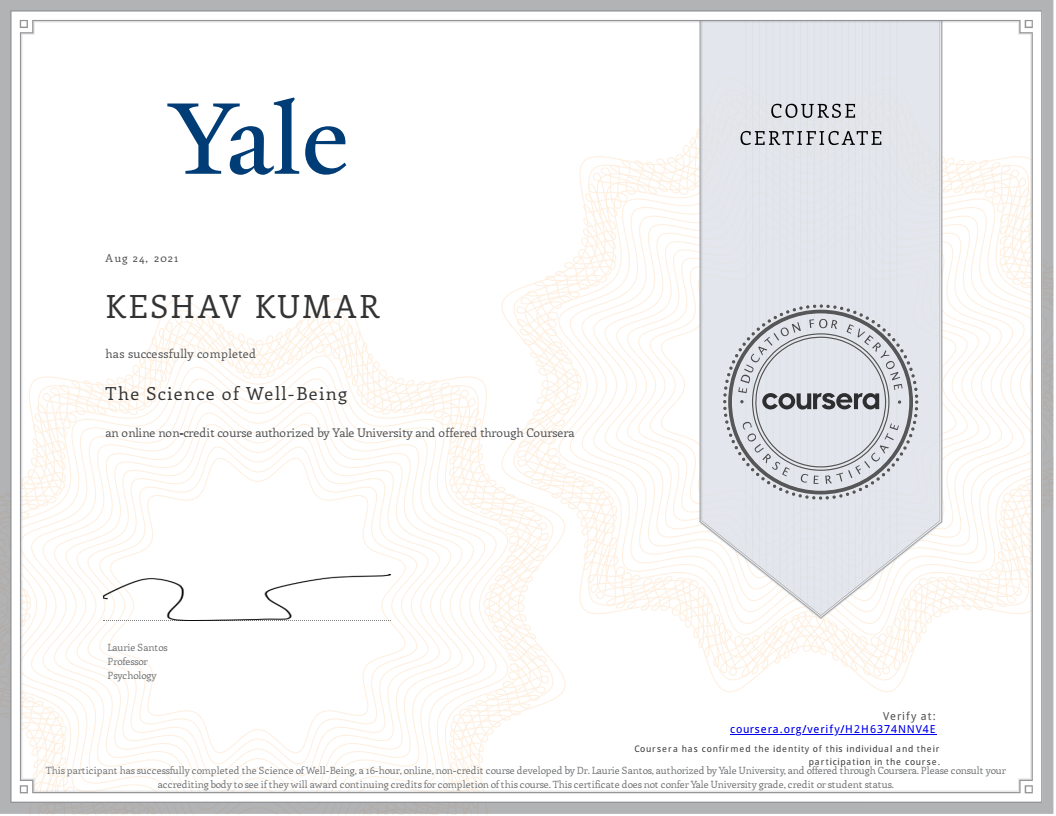 Yale
COURSE
CERTIFICATE
Aug 24, 2021
KESHAV KUMAR
has successfully completed
The Science of Well-Being
an online non-credit course authorized by Yale University and offered through Coursera
EDUCATION FOR EVERYONE
coursera
COURSE CERTIFICATE
Laurie Santos
Professor
Psychology
Verify at:
coursera.org/verify/H2H6374NNV4E
Coursera has confirmed the identity of this individual and their
participation in the course.
This participant has successfully completed the Science of Well-Being, a 16-hour, online, non-credit course developed by Dr. Laurie Santos, authorized by Yale University, and offered through Coursera. Please consult your
accrediting body to see if they will award continuing credits for completion of this course. This certificate does not confer Yale University grade, credit or student status.